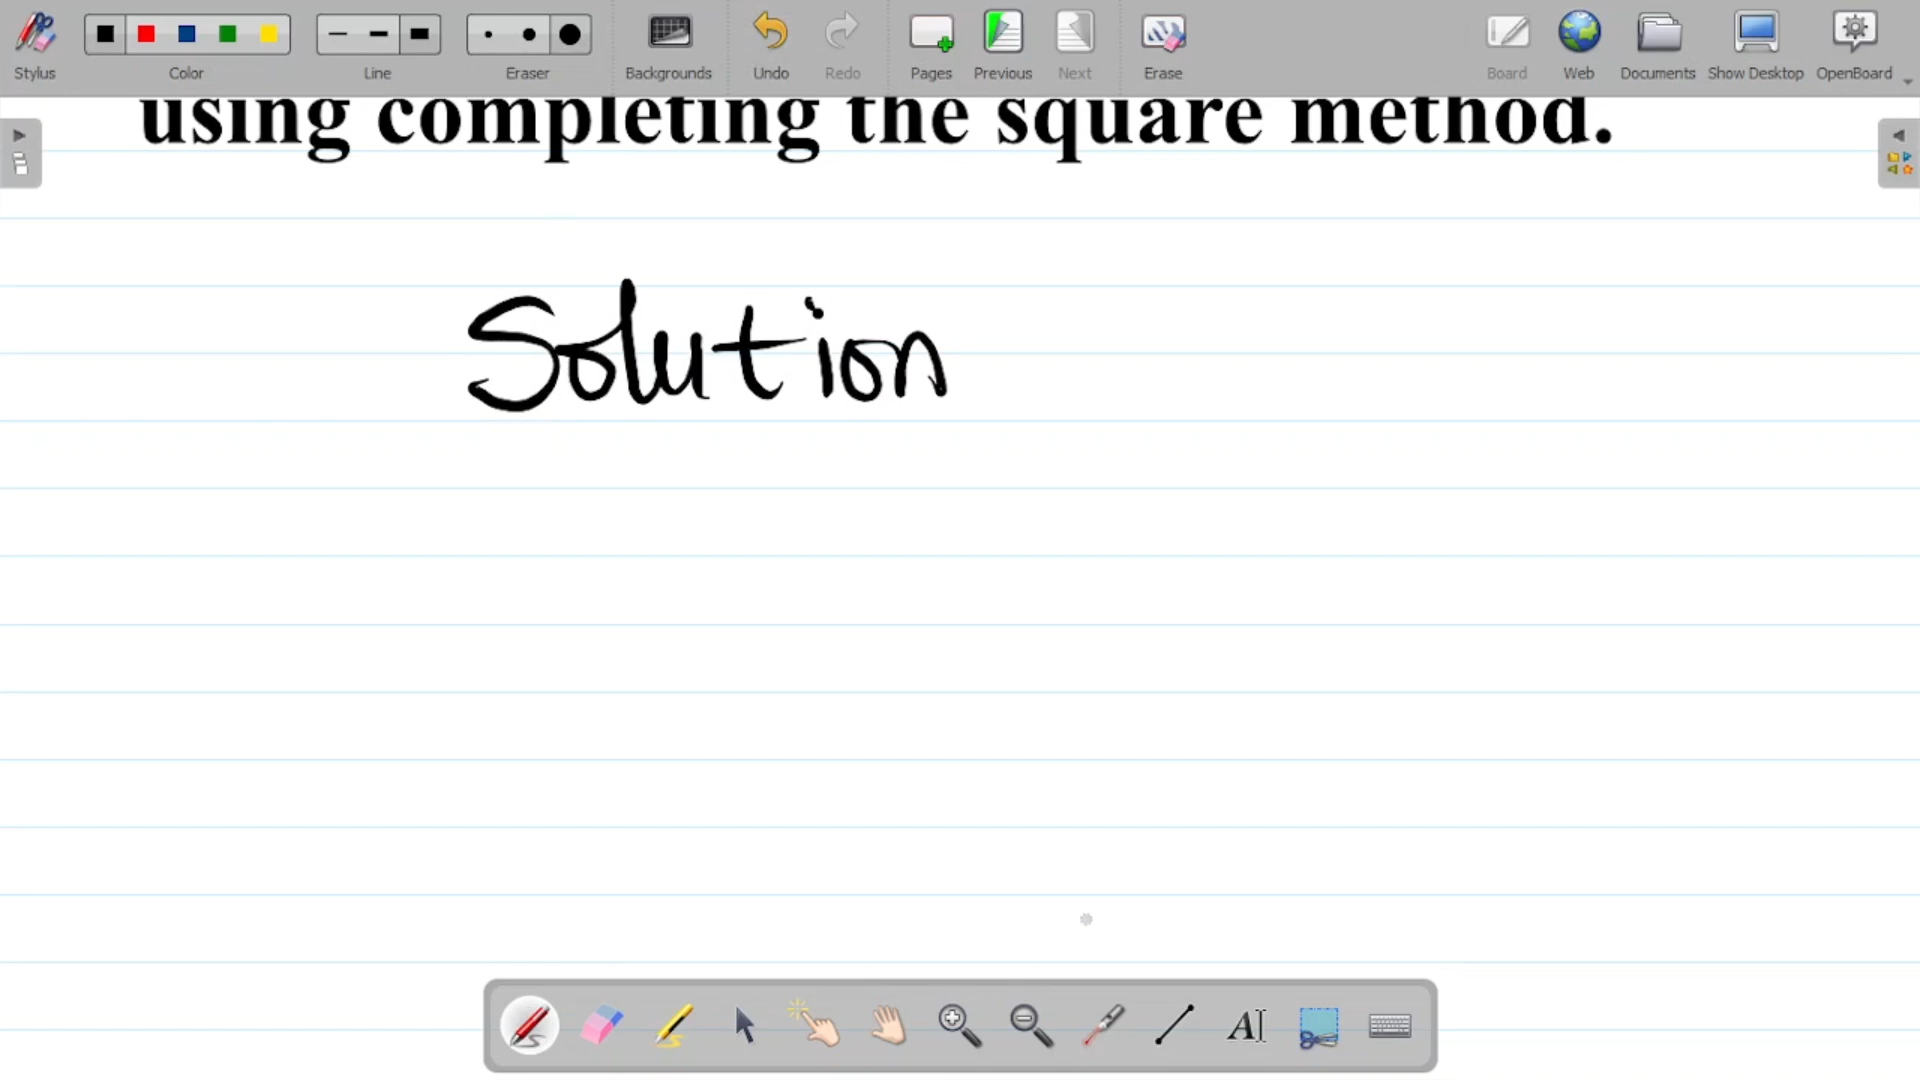 Stylus Color Line Eraser Backgrounds Undo Redo Pages Previous Next Erase Board Web Documents Show Desktop OpenBoard
using completing the square method.
Solution